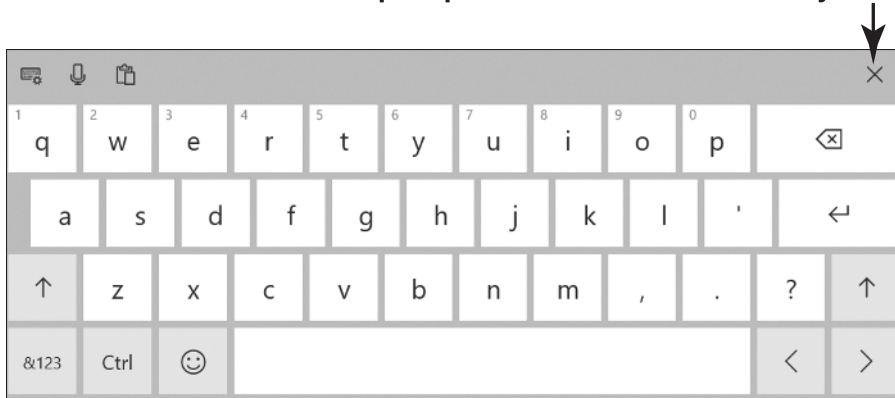 1 2 3 4 5 6 7 8 9 0
q w e r t y u i o p
a s d f g h j k l '
z x c v b n m , . ?
&123 Ctrl